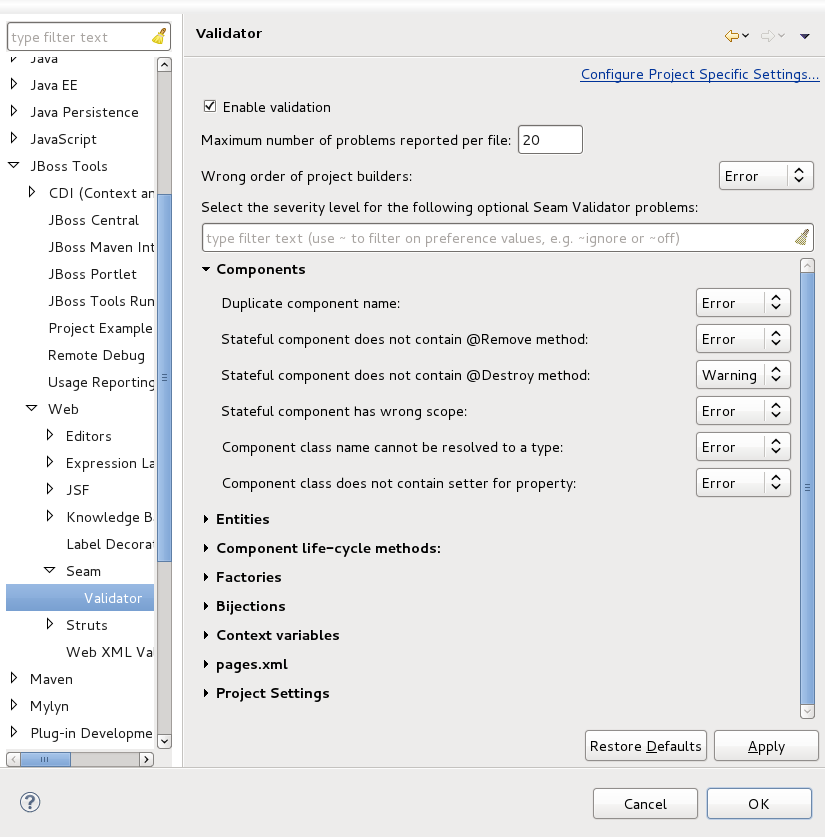 type filter text
Java
Java EE
Java Persistence
JavaScript
JBoss Tools
CDI (Context an
JBoss Central
JBoss Maven Int
JBoss Portlet
JBoss Tools Run
Project Example
Remote Debug
Usage Reporting
Web
Editors
Expression La
JSF
Knowledge B
Label Decorat
Seam
Validator
Struts
Web XML Val
Maven
Mylyn
Plug-in Developme
Validator
Configure Project Specific Settings...
Enable validation
Maximum number of problems reported per file: 20
Wrong order of project builders: Error
Select the severity level for the following optional Seam Validator problems:
type filter text (use ~ to filter on preference values, e.g. ~ignore or ~off)
Components
Duplicate component name: Error
Stateful component does not contain @Remove method: Error
Stateful component does not contain @Destroy method: Warning
Stateful component has wrong scope: Error
Component class name cannot be resolved to a type: Error
Component class does not contain setter for property: Error
Entities
Component life-cycle methods:
Factories
Bijections
Context variables
pages.xml
Project Settings
Restore Defaults Apply
? Cancel OK